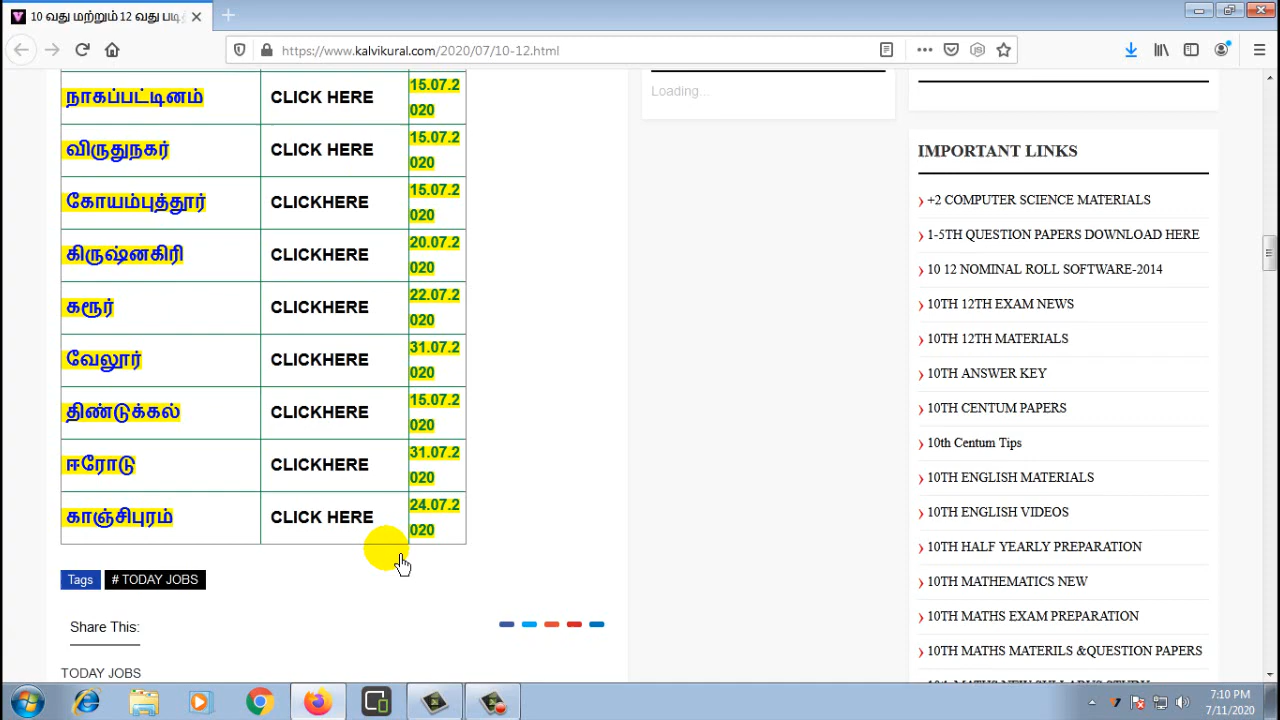 10 வது மற்றும் 12 வது படி
https://www.kalvikural.com/2020/07/10-12.html
நாகப்பட்டினம் CLICK HERE 15.07.2
020
விருதுநகர் CLICK HERE 15.07.2
020
கோயம்புத்தூர் CLICKHERE 15.07.2
020
கிருஷ்னகிரி CLICKHERE 20.07.2
020
கரூர் CLICKHERE 22.07.2
020
வேலூர் CLICKHERE 31.07.2
020
திண்டுக்கல் CLICKHERE 15.07.2
020
ஈரோடு CLICKHERE 31.07.2
020
காஞ்சிபுரம் CLICK HERE 24.07.2
020
Tags # TODAY JOBS
Share This:
TODAY JOBS
Loading...
IMPORTANT LINKS
+2 COMPUTER SCIENCE MATERIALS
1-5TH QUESTION PAPERS DOWNLOAD HERE
10 12 NOMINAL ROLL SOFTWARE-2014
10TH 12TH EXAM NEWS
10TH 12TH MATERIALS
10TH ANSWER KEY
10TH CENTUM PAPERS
10th Centum Tips
10TH ENGLISH MATERIALS
10TH ENGLISH VIDEOS
10TH HALF YEARLY PREPARATION
10TH MATHEMATICS NEW
10TH MATHS EXAM PREPARATION
10TH MATHS MATERILS &QUESTION PAPERS
7:10 PM
7/11/2020